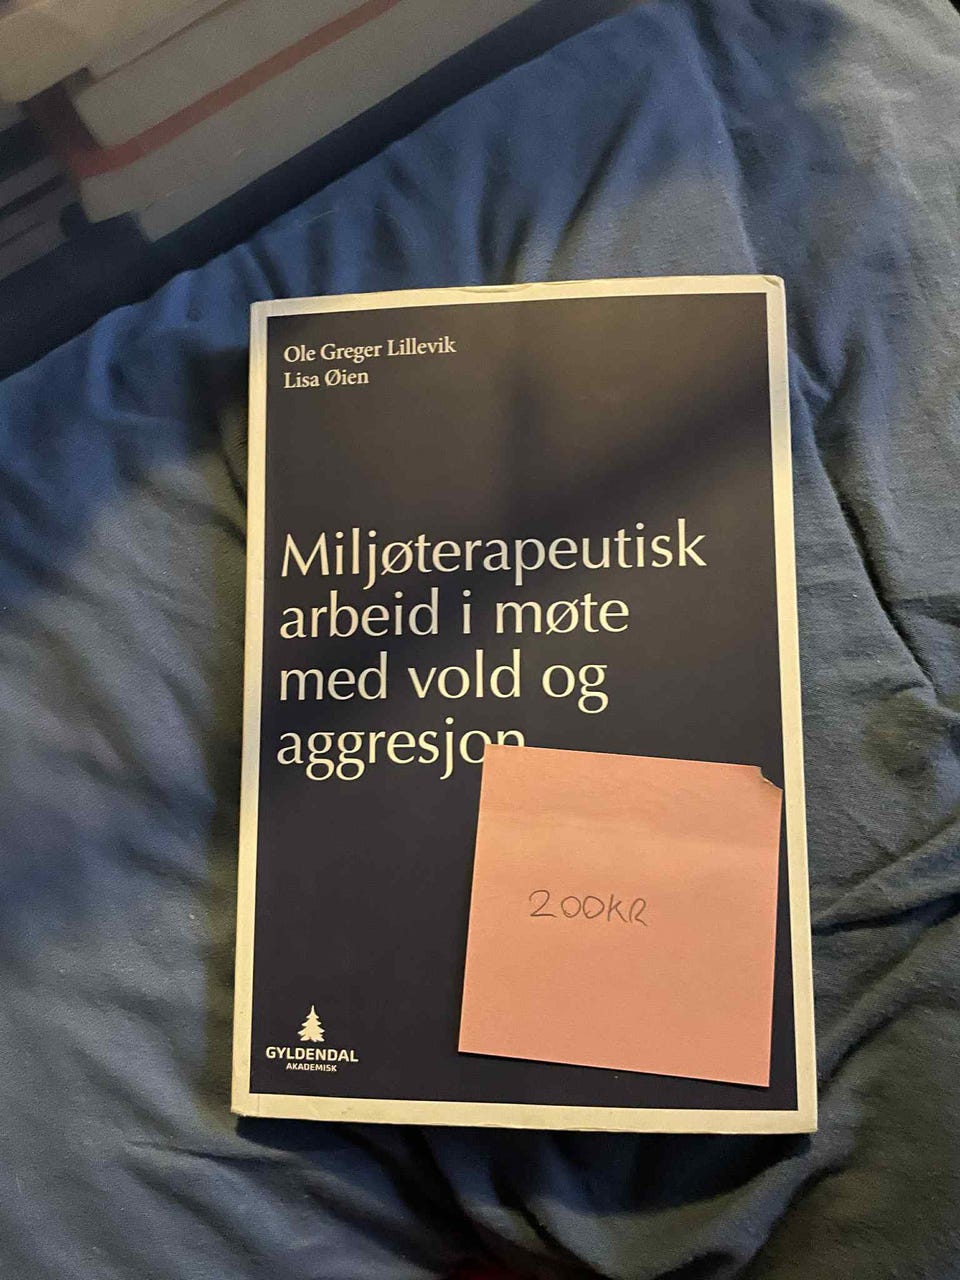 Ole Greger Lillevik
Lisa Øien
Miljøterapeutisk
arbeid i møte
med vold og
aggresjon
200KR
GYLDENDAL
AKADEMISK